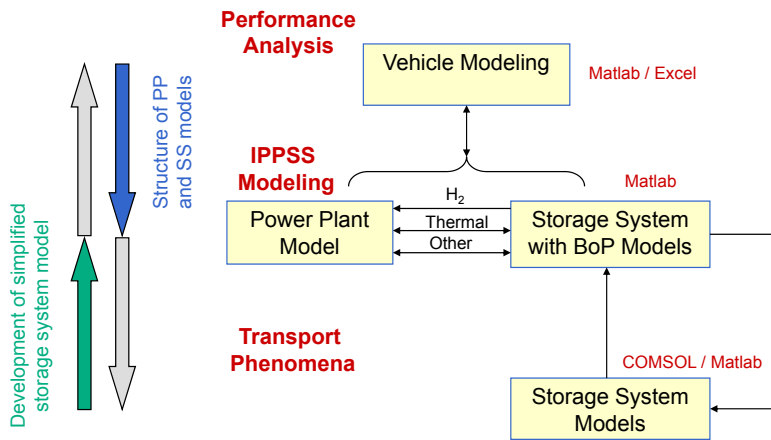 Performance
Analysis
Vehicle Modeling
Matlab / Excel
Structure of PP
and SS models
IPPSS
Modeling
Matlab
H2
Power Plant
Model
Thermal
Other
Storage System
with BoP Models
Development of simplified
storage system model
Transport
Phenomena
COMSOL / Matlab
Storage System
Models